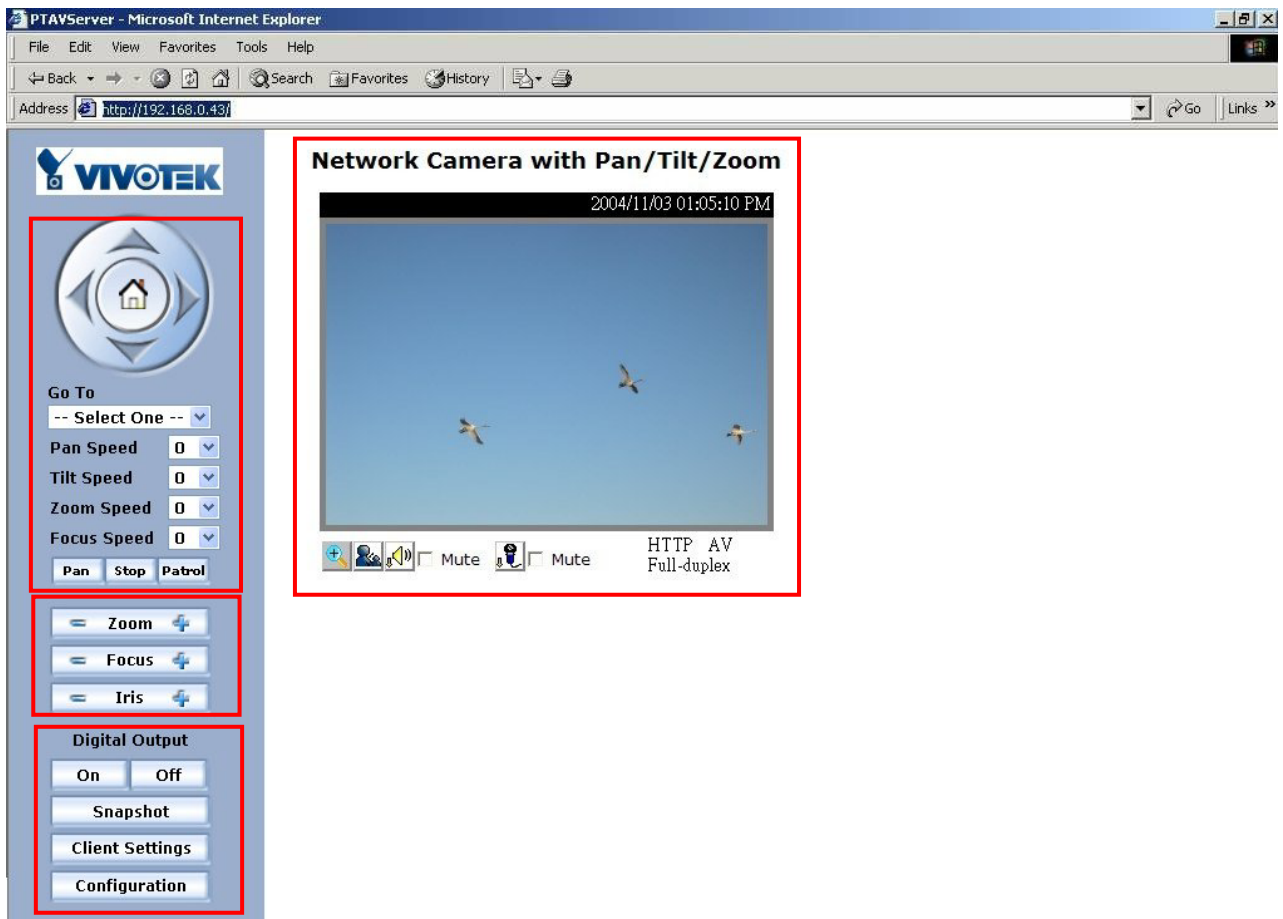 PTAVServer - Microsoft Internet Explorer
File Edit View Favorites Tools Help
Back Search Favorites History
Address http://192.168.0.43/ Go Links »
VIVOTEK
Network Camera with Pan/Tilt/Zoom
2004/11/03 01:05:10 PM
Go To
-- Select One --
Pan Speed 0
Tilt Speed 0
Zoom Speed 0
Focus Speed 0
Pan Stop Patrol
Mute Mute
HTTP AV
Full-duplex
Zoom
Focus
Iris
Digital Output
On Off
Snapshot
Client Settings
Configuration